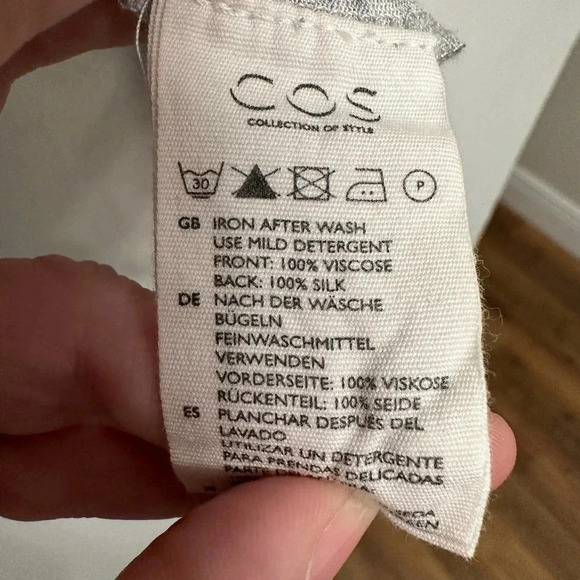 COS
COLLECTION OF STYLE
30
P
GB IRON AFTER WASH
USE MILD DETERGENT
FRONT: 100% VISCOSE
BACK: 100% SILK
DE NACH DER WÄSCHE
BÜGELN
FEINWASCHMITTEL
VERWENDEN
VORDERSEITE: 100% VISKOSE
RÜCKENTEIL: 100% SEIDE
ES PLANCHAR DESPUÉS DEL
LAVADO
UTILIZAR UN DETERGENTE
PARA PRENDAS DELICADAS